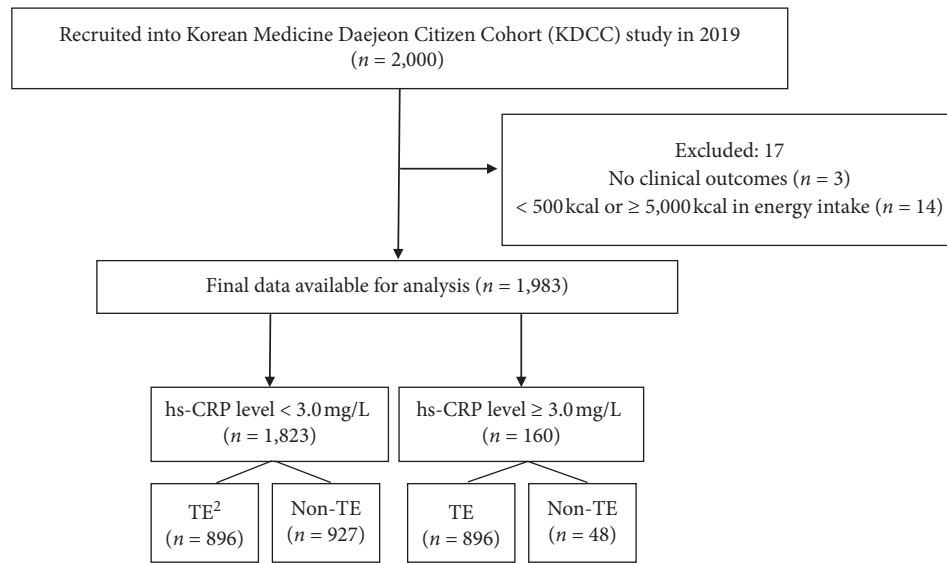 Recruited into Korean Medicine Daejeon Citizen Cohort (KDCC) study in 2019
(n = 2,000)
Excluded: 17
No clinical outcomes (n = 3)
< 500 kcal or ≥ 5,000 kcal in energy intake (n = 14)
Final data available for analysis (n = 1,983)
hs-CRP level < 3.0 mg/L
(n = 1,823)
hs-CRP level ≥ 3.0 mg/L
(n = 160)
TE²
(n = 896)
Non-TE
(n = 927)
TE
(n = 896)
Non-TE
(n = 48)